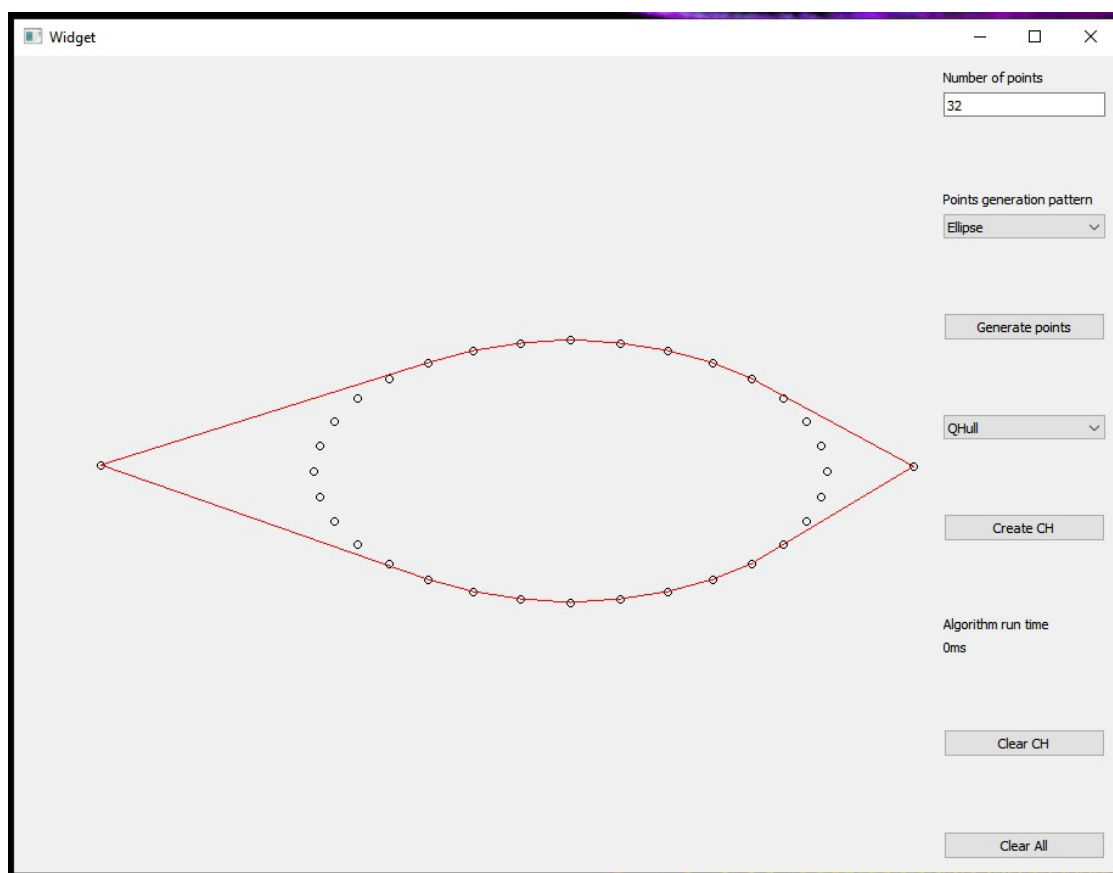 Widget
Number of points
32
Points generation pattern
Ellipse
Generate points
QHull
Create CH
Algorithm run time
0ms
Clear CH
Clear All